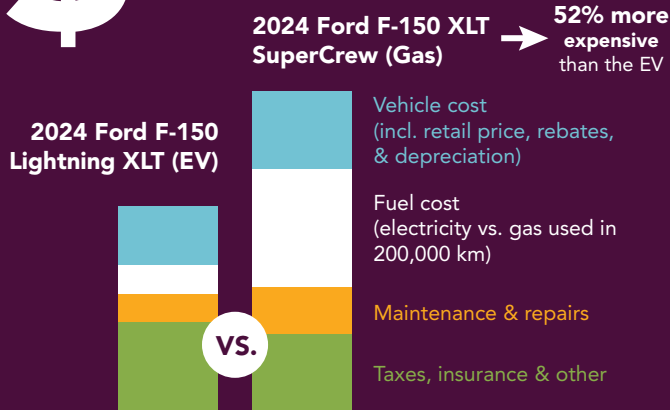 2024 Ford F-150 XLT
SuperCrew (Gas)
52% more
expensive
than the EV
2024 Ford F-150
Lightning XLT (EV)
Vehicle cost
(incl. retail price, rebates,
& depreciation)
Fuel cost
(electricity vs. gas used in
200,000 km)
Maintenance & repairs
VS.
Taxes, insurance & other